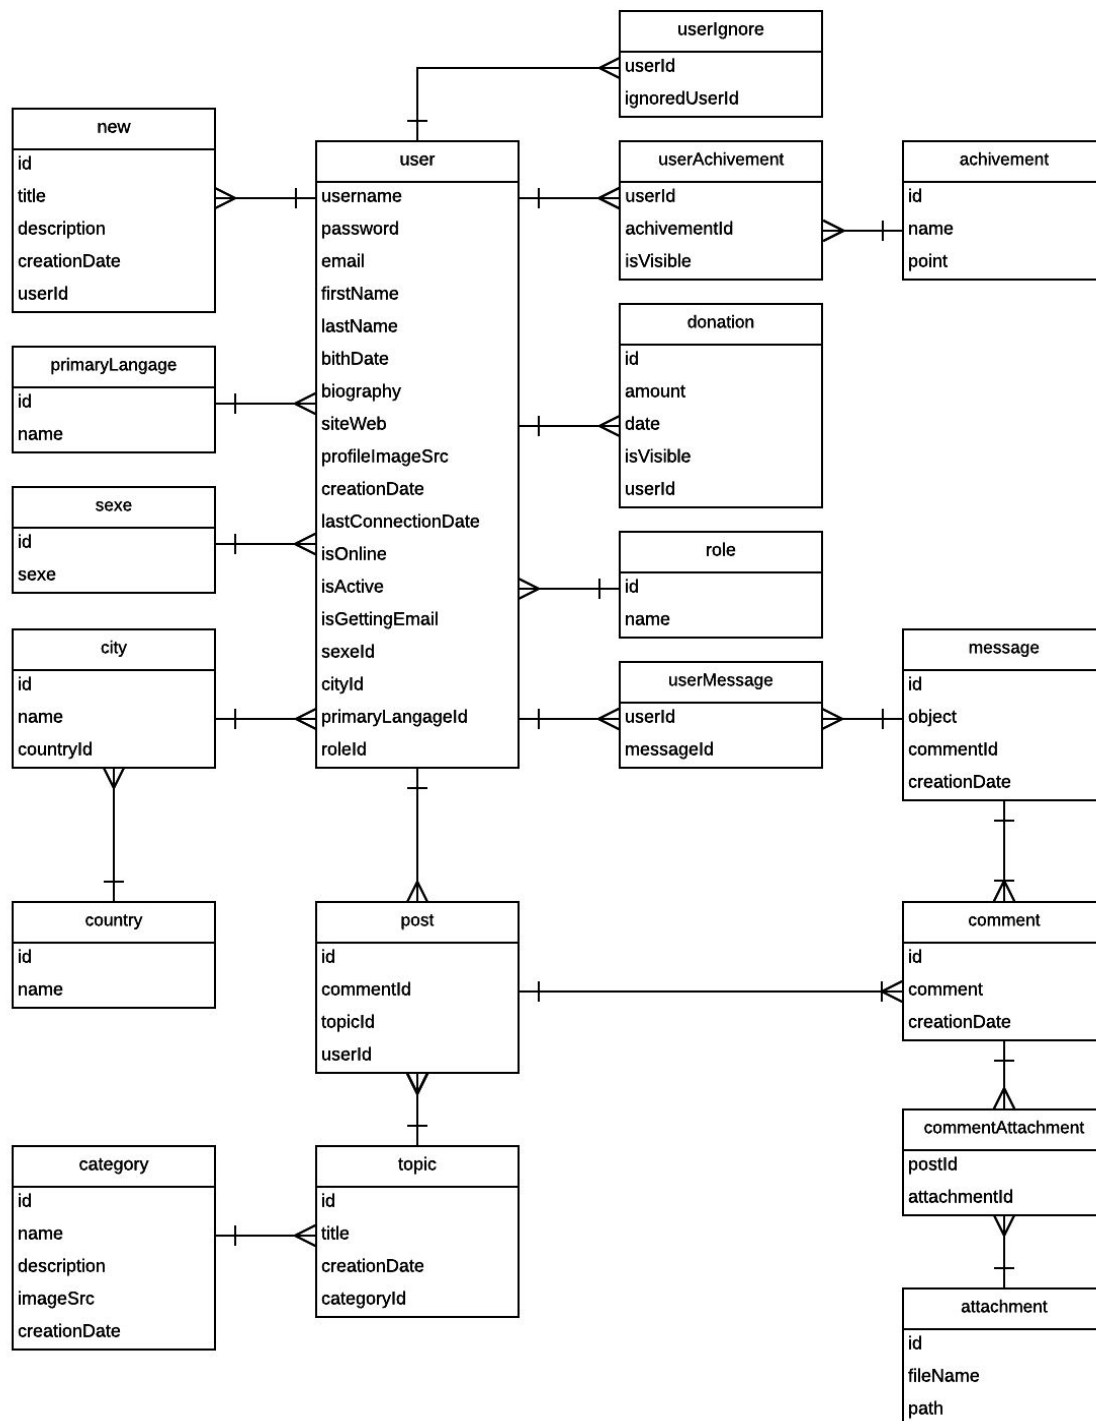 userIgnore
userId
ignoredUserId
new
id
title
description
creationDate
userId
user
username
password
email
firstName
lastName
bithDate
biography
siteWeb
profileImageSrc
creationDate
lastConnectionDate
isOnline
isActive
isGettingEmail
sexeId
cityId
primaryLangageId
roleId
userAchivement
userId
achivementId
isVisible
achivement
id
name
point
primaryLangage
id
name
donation
id
amount
date
isVisible
userId
sexe
id
sexe
role
id
name
city
id
name
countryId
userMessage
userId
messageId
message
id
object
commentId
creationDate
country
id
name
post
id
commentId
topicId
userId
comment
id
comment
creationDate
commentAttachment
postId
attachmentId
category
id
name
description
imageSrc
creationDate
topic
id
title
creationDate
categoryId
attachment
id
fileName
path